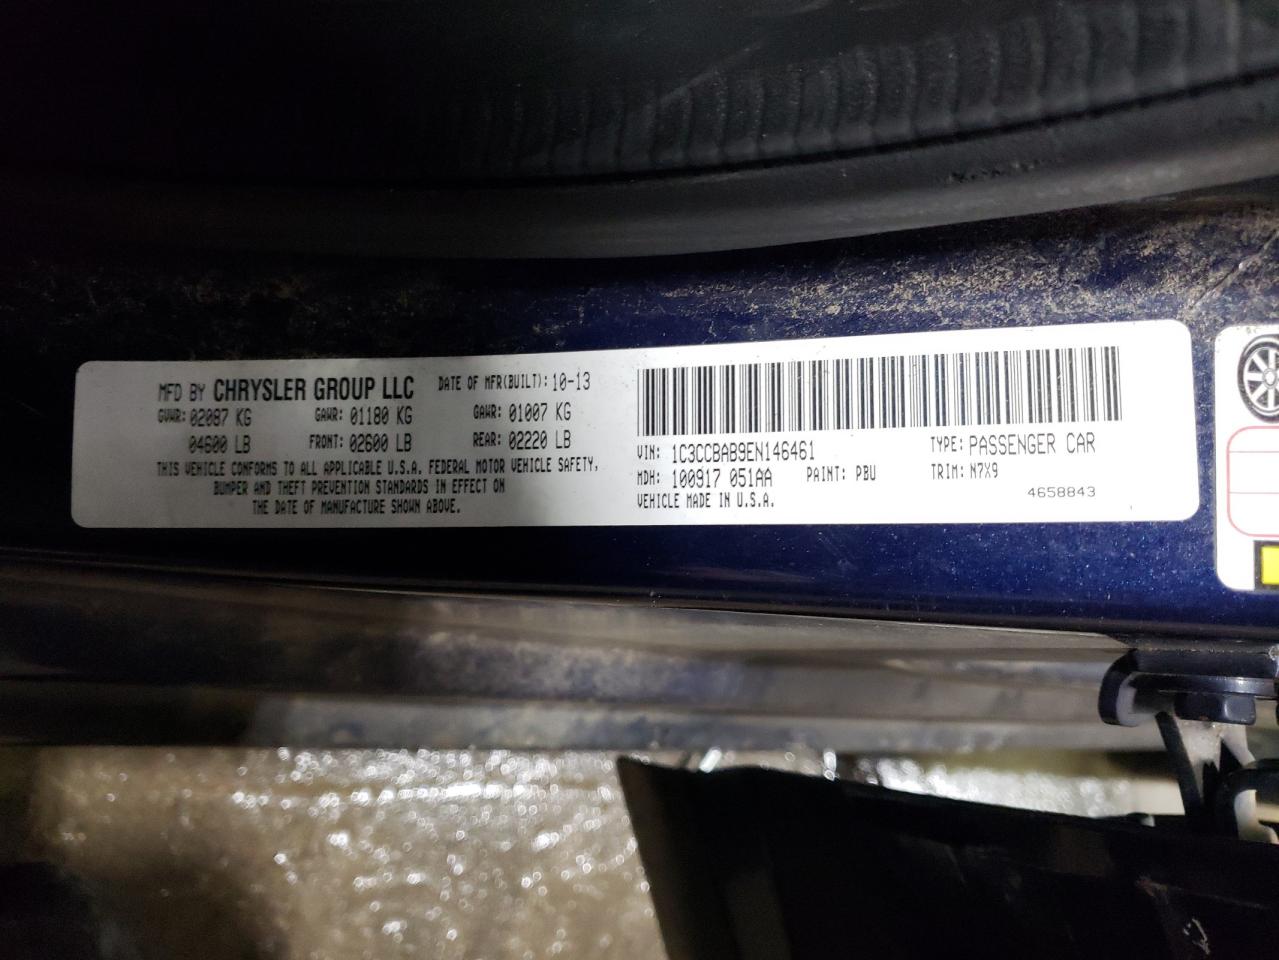 MFD BY CHRYSLER GROUP LLC DATE OF MFR(BUILT): 10-13
GVWR: 02087 KG GAWR: 01180 KG GAWR: 01007 KG
04600 LB FRONT: 02600 LB REAR: 02220 LB
THIS VEHICLE CONFORMS TO ALL APPLICABLE U.S.A. FEDERAL MOTOR VEHICLE SAFETY,
BUMPER AND THEFT PREVENTION STANDARDS IN EFFECT ON
THE DATE OF MANUFACTURE SHOWN ABOVE.
VIN: 1C3CCBAB9EN146461 TYPE: PASSENGER CAR
MDH: 100917 051AA PAINT: PBU TRIM: N7X9
VEHICLE MADE IN U.S.A. 4658843